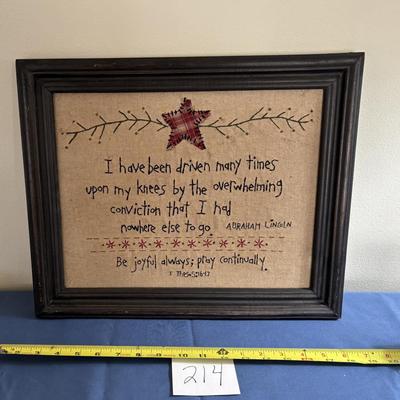 I have been driven many times
upon my knees by the overwhelming
conviction that I had
nowhere else to go. ABRAHAM LINCOLN
Be joyful always; pray continually.
214